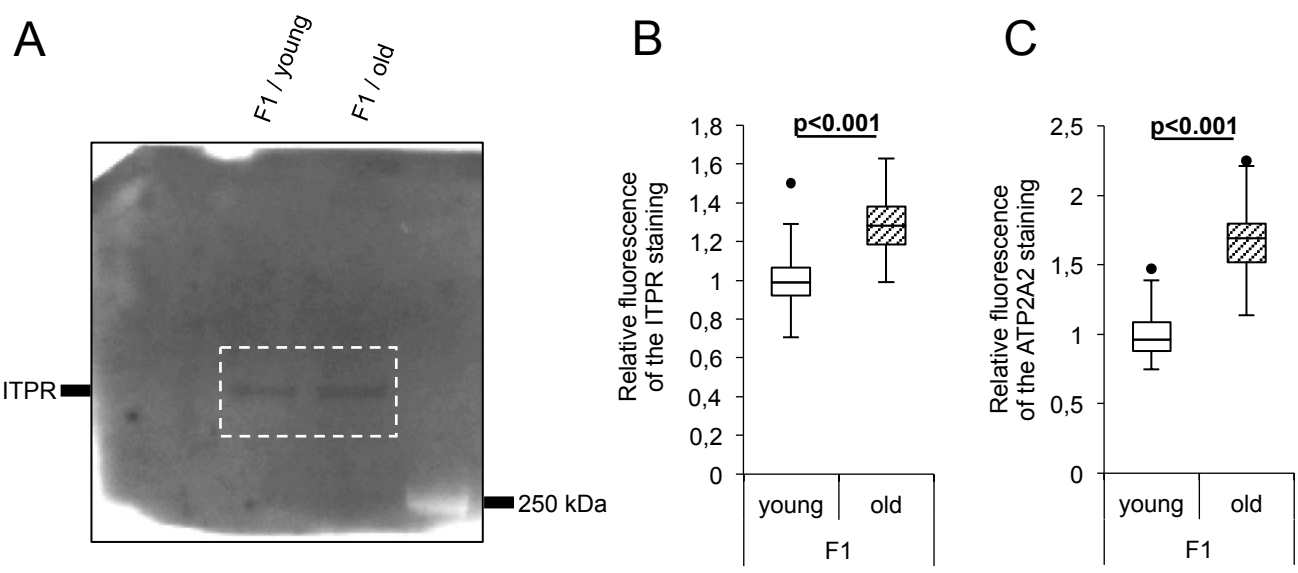 A
F1 / young
F1 / old
ITPR
250 kDa
B
Relative fluorescence
of the ITPR staining
1,8
1,6
1,4
1,2
1
0,8
0,6
0,4
0,2
0
p<0.001
young
old
F1
C
Relative fluorescence
of the ATP2A2 staining
2,5
2
1,5
1
0,5
0
p<0.001
young
old
F1